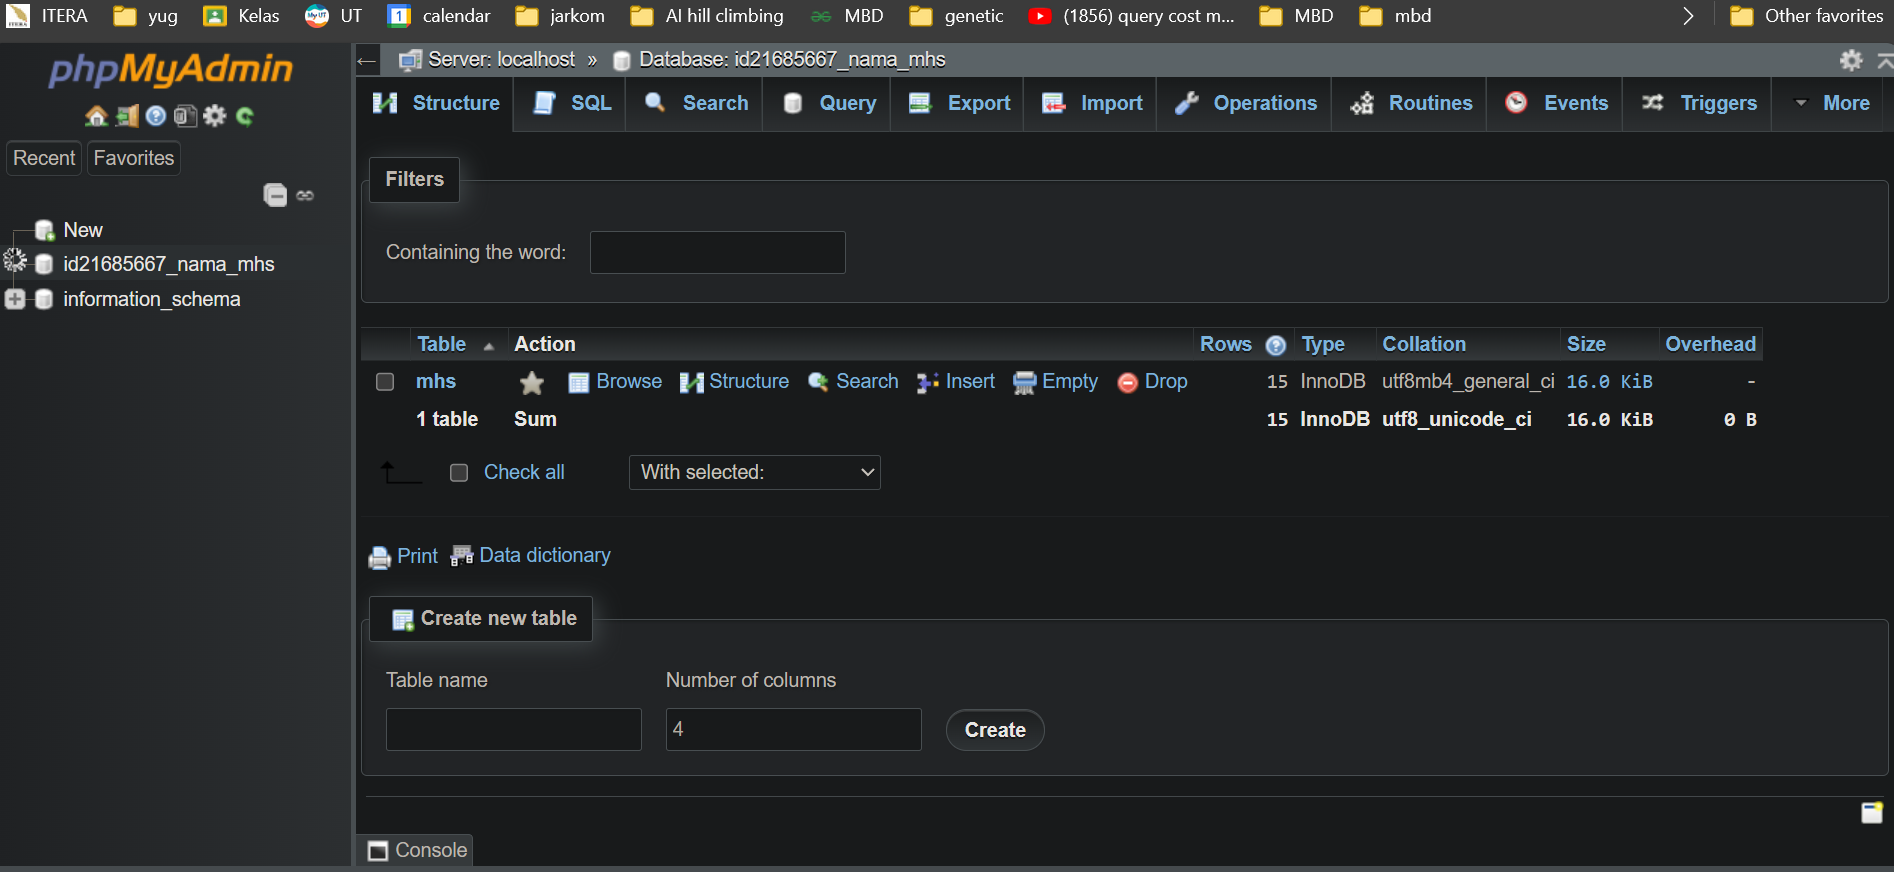 ITERA yug Kelas UT calendar jarkom AI hill climbing MBD genetic (1856) query cost m... MBD mbd Other favorites
phpMyAdmin
Recent Favorites
New
id21685667_nama_mhs
information_schema
Server: localhost » Database: id21685667_nama_mhs
Structure SQL Search Query Export Import Operations Routines Events Triggers More
Filters
Containing the word:
Table Action Rows Type Collation Size Overhead
mhs Browse Structure Search Insert Empty Drop 15 InnoDB utf8mb4_general_ci 16.0 KiB -
1 table Sum 15 InnoDB utf8_unicode_ci 16.0 KiB 0 B
Check all With selected:
Print Data dictionary
Create new table
Table name Number of columns
4 Create
Console